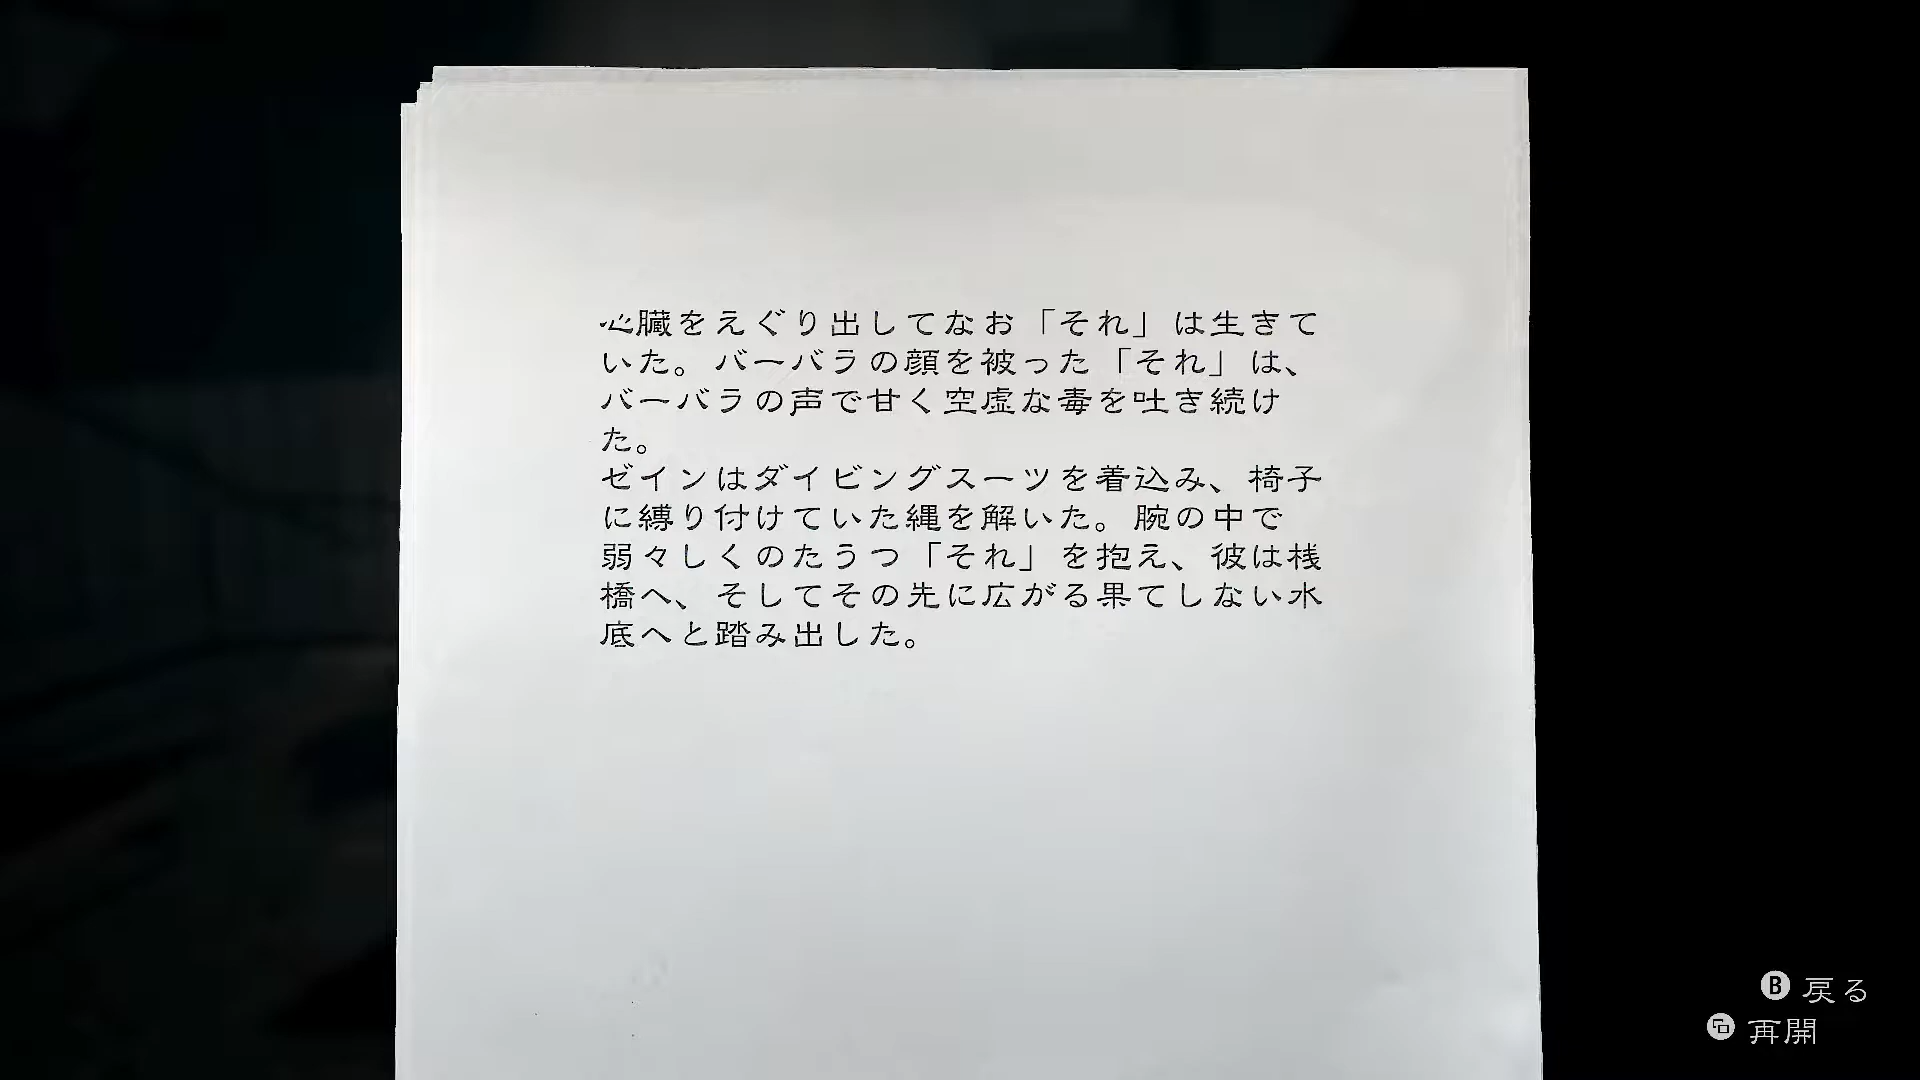 心臓をえぐり出してなお「それ」は生きて
いた。バーバラの顔を被った「それ」は、
バーバラの声で甘く空虚な毒を吐き続け
た。
ゼインはダイビングスーツを着込み、椅子
に縛り付けていた縄を解いた。腕の中で
弱々しくのたうつ「それ」を抱え、彼は桟
橋へ、そしてその先に広がる果てしない水
底へと踏み出した。
B 戻る
再開